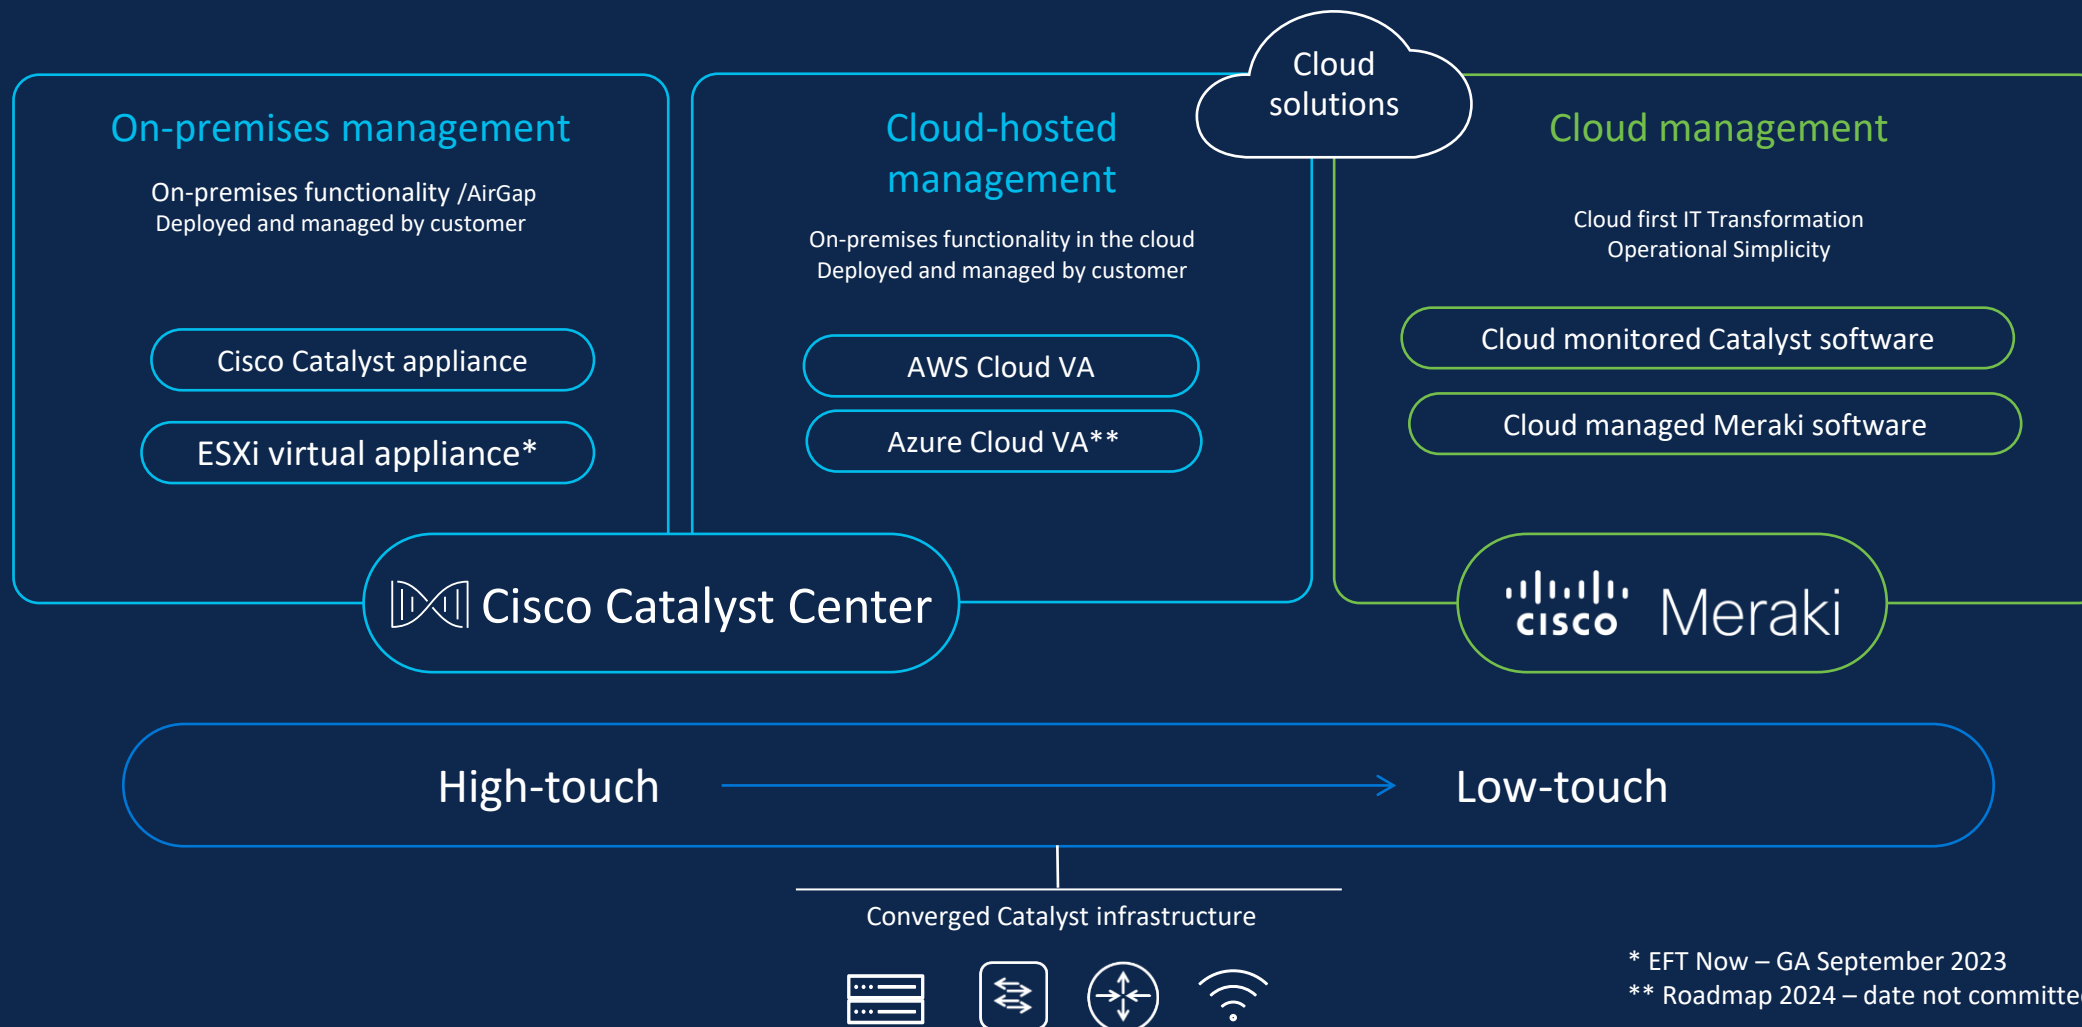 Cloud
solutions
On-premises management
On-premises functionality /AirGap
Deployed and managed by customer
Cisco Catalyst appliance
ESXi virtual appliance*
Cloud-hosted
management
On-premises functionality in the cloud
Deployed and managed by customer
AWS Cloud VA
Azure Cloud VA**
Cisco Catalyst Center
Cloud management
Cloud first IT Transformation
Operational Simplicity
Cloud monitored Catalyst software
Cloud managed Meraki software
CISCO Meraki
High-touch
Low-touch
Converged Catalyst infrastructure
* EFT Now – GA September 2023
** Roadmap 2024 – date not committe